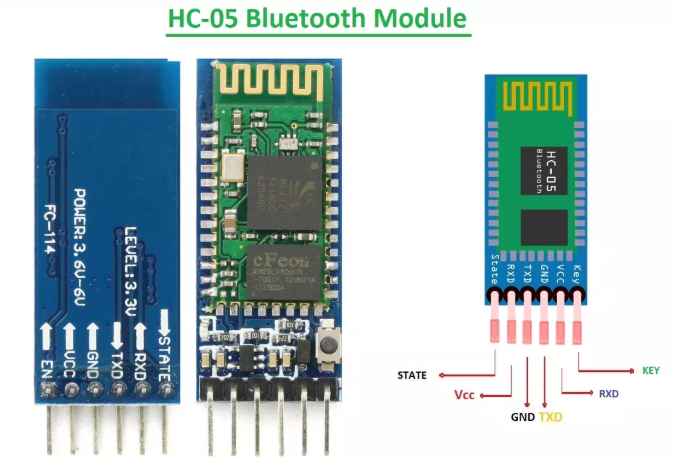 HC-05 Bluetooth Module
FC-114
POWER:3.6V-6V
LEVEL:3.3V
EN
VCC
GND
TXD
RXD
STATE
cFeon
HC-05
Bluetooth
State
RXD
TXD
GND
VCC
Key
STATE
Vcc
GND TXD
RXD
KEY